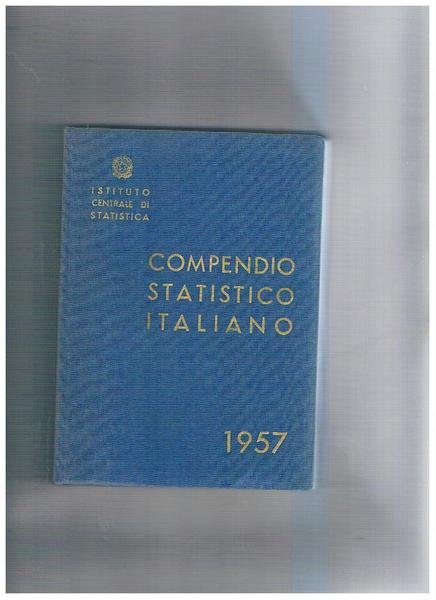 ISTITUTO
CENTRALE DI
STATISTICA
COMPENDIO
STATISTICO
ITALIANO
1957